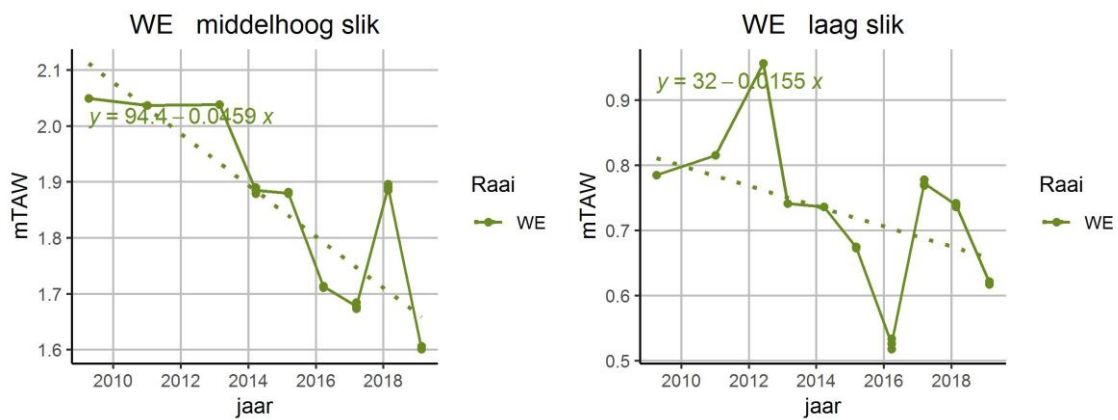 WE middelhoog slik
2.1
2.0
1.9
1.8
1.7
1.6
mTAW
y = 94.4 – 0.0459 x
2010 2012 2014 2016 2018
jaar
Raai
WE
WE laag slik
0.9
0.8
0.7
0.6
0.5
mTAW
y = 32 – 0.0155 x
2010 2012 2014 2016 2018
jaar
Raai
WE